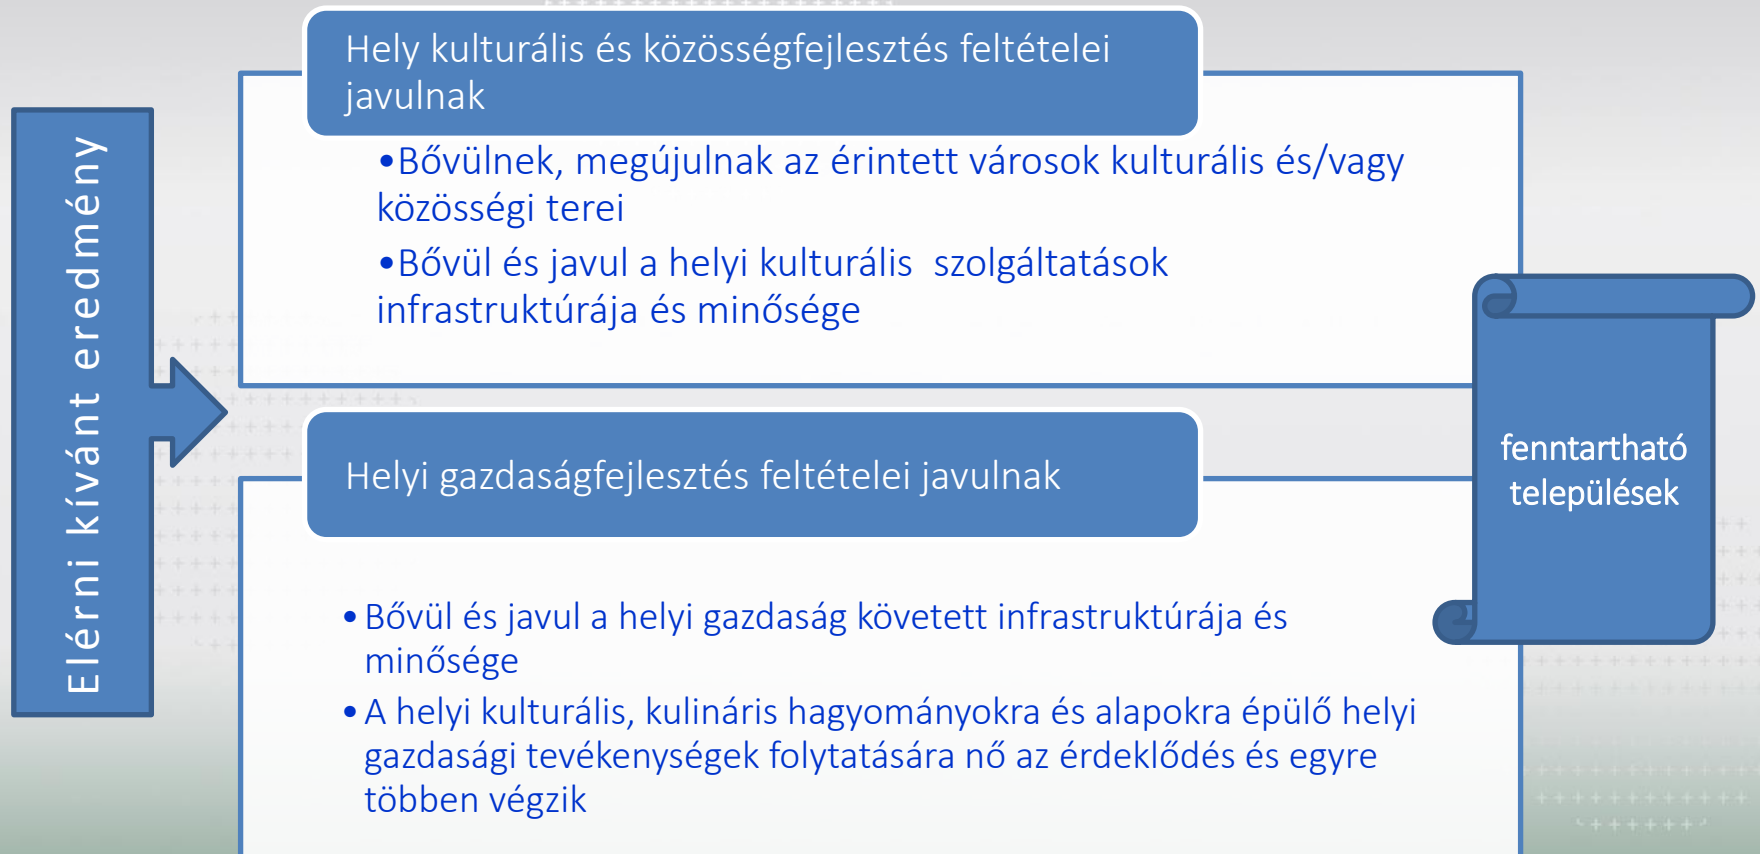 Elérni kívánt eredmény
Hely kulturális és közösségfejlesztés feltételei
javulnak
•Bővülnek, megújulnak az érintett városok kulturális és/vagy
közösségi terei
•Bővül és javul a helyi kulturális  szolgáltatások
infrastruktúrája és minősége
Helyi gazdaságfejlesztés feltételei javulnak
•Bővül és javul a helyi gazdaság követett infrastruktúrája és
minősége
•A helyi kulturális, kulináris hagyományokra és alapokra épülő helyi
gazdasági tevékenységek folytatására nő az érdeklődés és egyre
többen végzik
fenntartható
települések